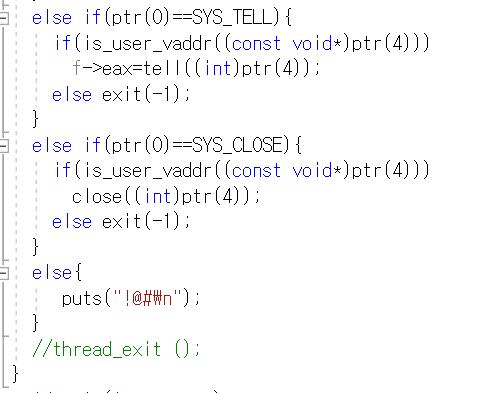 else if(ptr(0)==SYS_TELL){
if(is_user_vaddr((const void*)ptr(4)))
f->eax=tell((int)ptr(4));
else exit(-1);
}
else if(ptr(0)==SYS_CLOSE){
if(is_user_vaddr((const void*)ptr(4)))
close((int)ptr(4));
else exit(-1);
}
else{
puts("!@#₩n");
}
//thread_exit ();
}